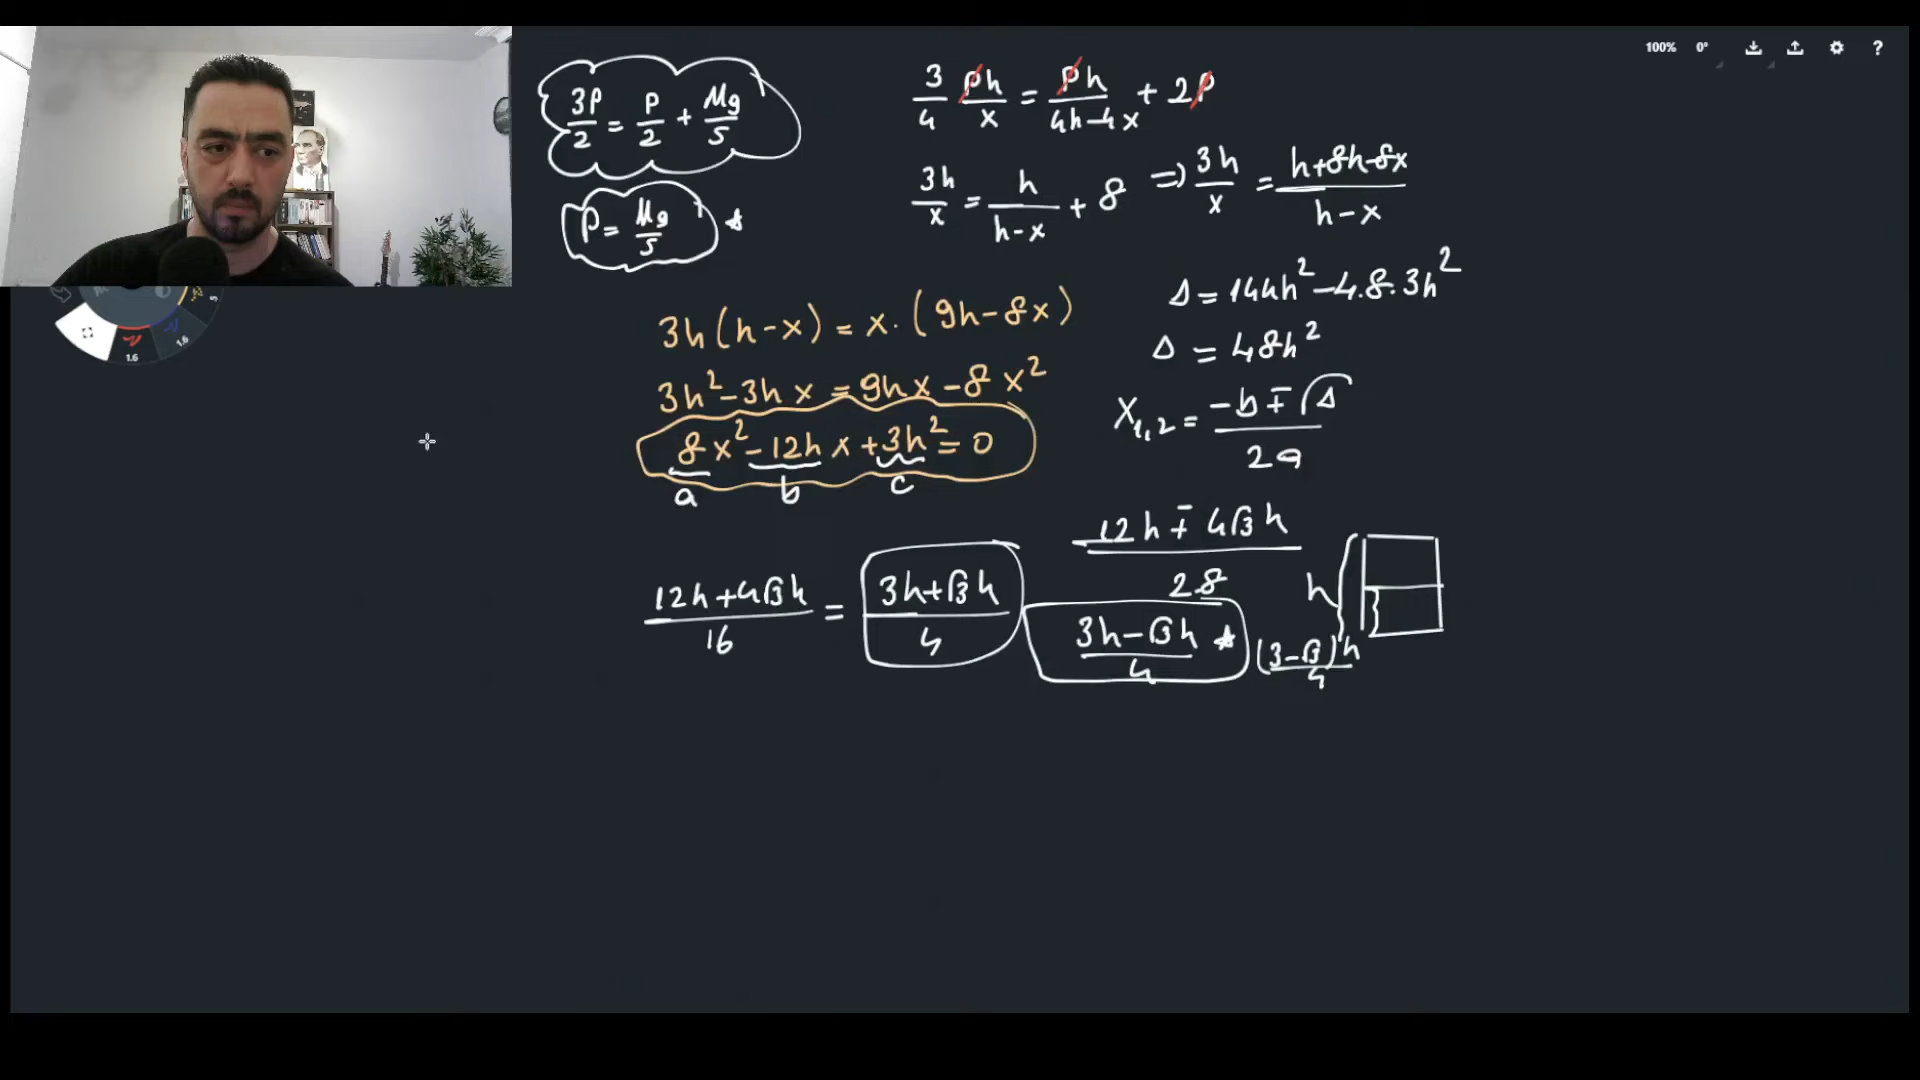 100% 0° ?
3P/2 = P/2 + Mg/5
P = Mg/5 *
3/4 Ph/x = Ph/(4h-4x) + 2P
3h/x = h/(h-x) + 8 ⇒ 3h/x = (h+8h-8x)/(h-x)
3h(h-x) = x·(9h-8x)
3h²-3hx = 9hx-8x²
8x²-12hx+3h² = 0
a b c
Δ = 144h²-4.8.3h²
Δ = 48h²
X₁,₂ = (-b∓√Δ)/2a
(12h∓4√3h)/2.8
(12h+4√3h)/16 = (3h+√3h)/4
(3h-√3h)/4 *
h
(3-√3)h/4
1.6 1.6 5